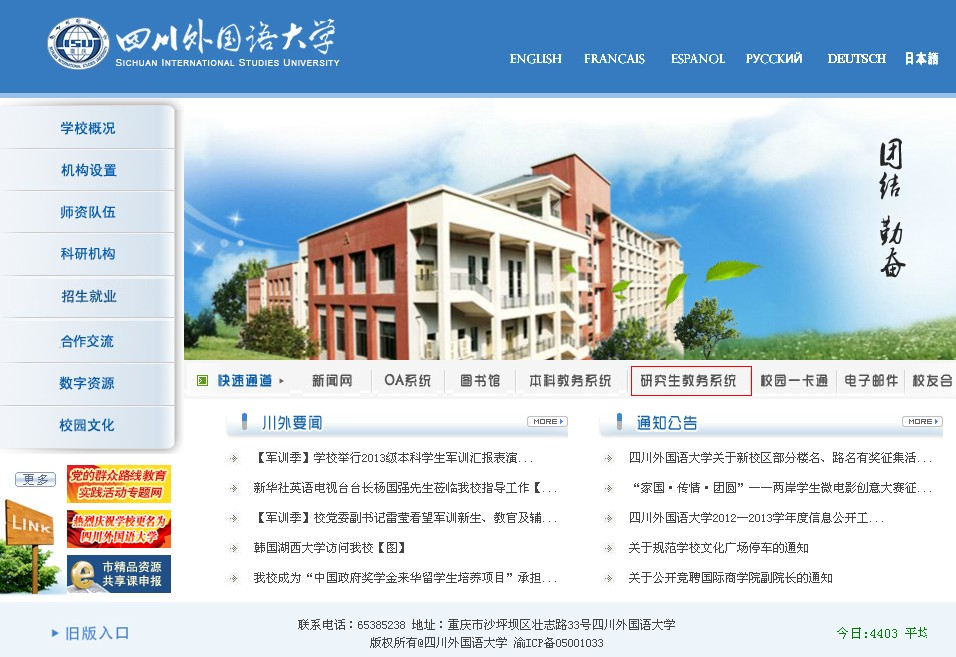 四川外国语大学
SICHUAN INTERNATIONAL STUDIES UNIVERSITY
ISU
ENGLISH FRANCAIS ESPANOL РУССКИЙ DEUTSCH 日本語
学校概况
机构设置
师资队伍
科研机构
招生就业
合作交流
数字资源
校园文化
团结 勤奋
快速通道 新闻网 OA系统 图书馆 本科教务系统 研究生教务系统 校园一卡通 电子邮件 校友会
川外要闻 MORE
【军训季】学校举行2013级本科学生军训汇报表演...
新华社英语电视台台长杨国强先生莅临我校指导工作【...
【军训季】校党委副书记雷莹看望军训新生、教官及辅...
韩国湖西大学访问我校【图】
我校成为“中国政府奖学金来华留学生培养项目”承担...
通知公告 MORE
四川外国语大学关于新校区部分楼名、路名有奖征集活...
“家国·传情·团圆”——两岸学生微电影创意大赛征...
四川外国语大学2012—2013学年度信息公开工...
关于规范学校文化广场停车的通知
关于公开竞聘国际商学院副院长的通知
更多
LINK
党的群众路线教育
实践活动专题网
热烈庆祝学校更名为
四川外国语大学
市精品资源
共享课申报
旧版入口
联系电话：65385238 地址：重庆市沙坪坝区壮志路33号四川外国语大学
版权所有@四川外国语大学 渝ICP备05001033
今日:4403 平均